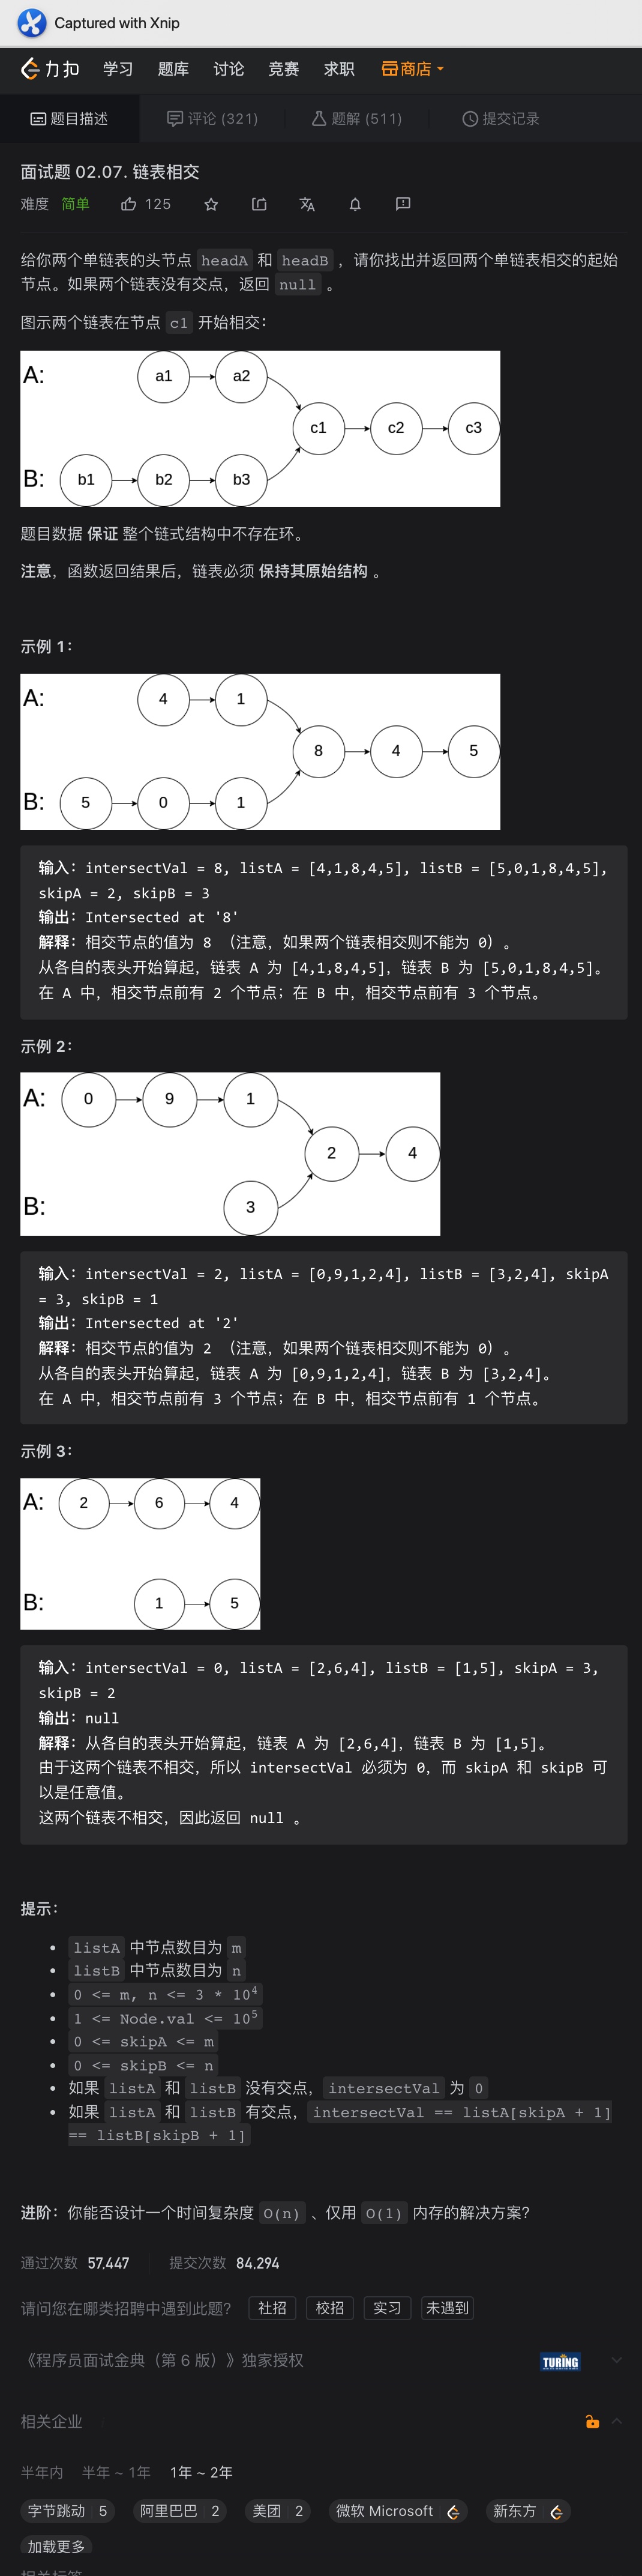 Captured with Xnip
力扣 学习 题库 讨论 竞赛 求职 商店
题目描述 评论 (321) 题解 (511) 提交记录
面试题 02.07. 链表相交
难度 简单 125
给你两个单链表的头节点 headA 和 headB ，请你找出并返回两个单链表相交的起始
节点。如果两个链表没有交点，返回 null 。
图示两个链表在节点 c1 开始相交：
A: a1 a2
c1 c2 c3
B: b1 b2 b3
题目数据 保证 整个链式结构中不存在环。
注意，函数返回结果后，链表必须 保持其原始结构 。
示例 1：
A: 4 1
8 4 5
B: 5 0 1
输入：intersectVal = 8, listA = [4,1,8,4,5], listB = [5,0,1,8,4,5],
skipA = 2, skipB = 3
输出：Intersected at '8'
解释：相交节点的值为 8 （注意，如果两个链表相交则不能为 0）。
从各自的表头开始算起，链表 A 为 [4,1,8,4,5]，链表 B 为 [5,0,1,8,4,5]。
在 A 中，相交节点前有 2 个节点；在 B 中，相交节点前有 3 个节点。
示例 2：
A: 0 9 1
2 4
B: 3
输入：intersectVal = 2, listA = [0,9,1,2,4], listB = [3,2,4], skipA
= 3, skipB = 1
输出：Intersected at '2'
解释：相交节点的值为 2 （注意，如果两个链表相交则不能为 0）。
从各自的表头开始算起，链表 A 为 [0,9,1,2,4]，链表 B 为 [3,2,4]。
在 A 中，相交节点前有 3 个节点；在 B 中，相交节点前有 1 个节点。
示例 3：
A: 2 6 4
B: 1 5
输入：intersectVal = 0, listA = [2,6,4], listB = [1,5], skipA = 3,
skipB = 2
输出：null
解释：从各自的表头开始算起，链表 A 为 [2,6,4]，链表 B 为 [1,5]。
由于这两个链表不相交，所以 intersectVal 必须为 0，而 skipA 和 skipB 可
以是任意值。
这两个链表不相交，因此返回 null 。
提示：
• listA 中节点数目为 m
• listB 中节点数目为 n
• 0 <= m, n <= 3 * 10⁴
• 1 <= Node.val <= 10⁵
• 0 <= skipA <= m
• 0 <= skipB <= n
• 如果 listA 和 listB 没有交点，intersectVal 为 0
• 如果 listA 和 listB 有交点，intersectVal == listA[skipA + 1]
== listB[skipB + 1]
进阶：你能否设计一个时间复杂度 O(n) 、仅用 O(1) 内存的解决方案？
通过次数 57,447 提交次数 84,294
请问您在哪类招聘中遇到此题？ 社招 校招 实习 未遇到
《程序员面试金典（第 6 版）》独家授权 TURING
相关企业
半年内 半年 ~ 1年 1年 ~ 2年
字节跳动 5 阿里巴巴 2 美团 2 微软 Microsoft 新东方
加载更多
相关标签